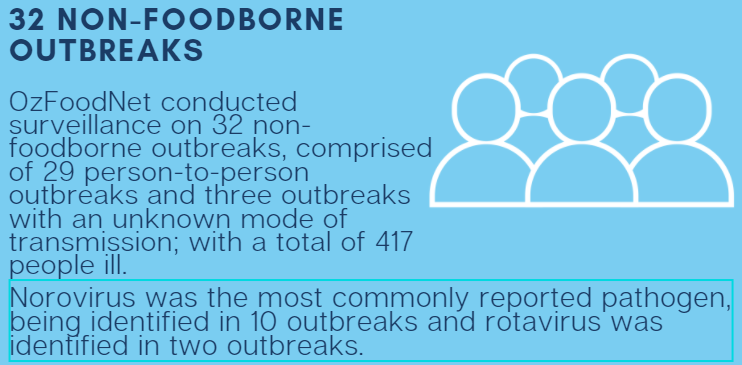 32 NON-FOODBORNE
OUTBREAKS
OzFoodNet conducted
surveillance on 32 non-
foodborne outbreaks, comprised
of 29 person-to-person
outbreaks and three outbreaks
with an unknown mode of
transmission; with a total of 417
people ill.
Norovirus was the most commonly reported pathogen,
being identified in 10 outbreaks and rotavirus was
identified in two outbreaks.